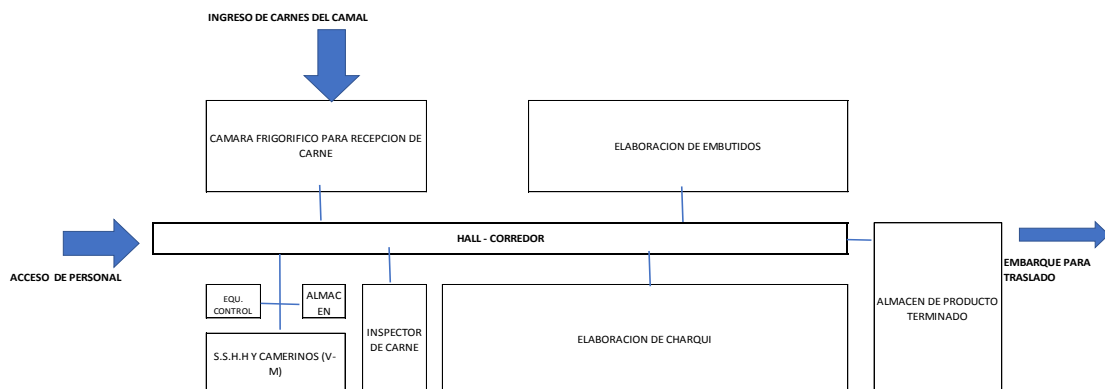 INGRESO DE CARNES DEL CAMAL
CAMARA FRIGORIFICO PARA RECEPCION DE
CARNE
ELABORACION DE EMBUTIDOS
HALL - CORREDOR
ACCESO DE PERSONAL
EMBARQUE PARA
TRASLADO
EQU.
CONTROL
ALMAC
EN
INSPECTOR
DE CARNE
ELABORACION DE CHARQUI
ALMACEN DE PRODUCTO
TERMINADO
S.S.H.H Y CAMERINOS (V-
M)